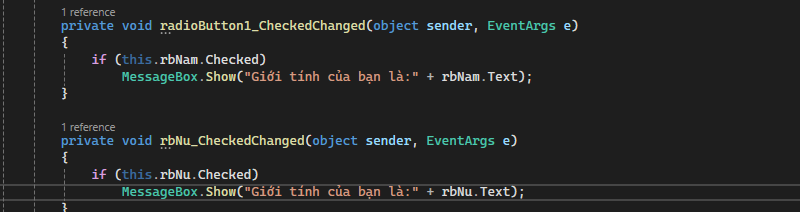 1 reference
private void radioButton1_CheckedChanged(object sender, EventArgs e)
{
if (this.rbNam.Checked)
MessageBox.Show("Giới tính của bạn là:" + rbNam.Text);
}
1 reference
private void rbNu_CheckedChanged(object sender, EventArgs e)
{
if (this.rbNu.Checked)
MessageBox.Show("Giới tính của bạn là:" + rbNu.Text);
}